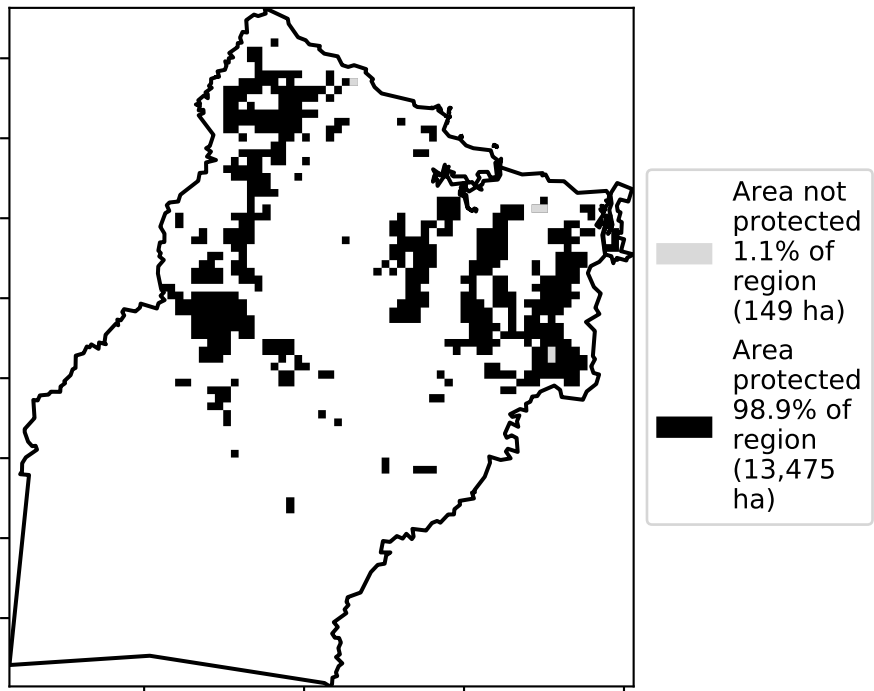 Area not
protected
1.1% of
region
(149 ha)
Area
protected
98.9% of
region
(13,475
ha)